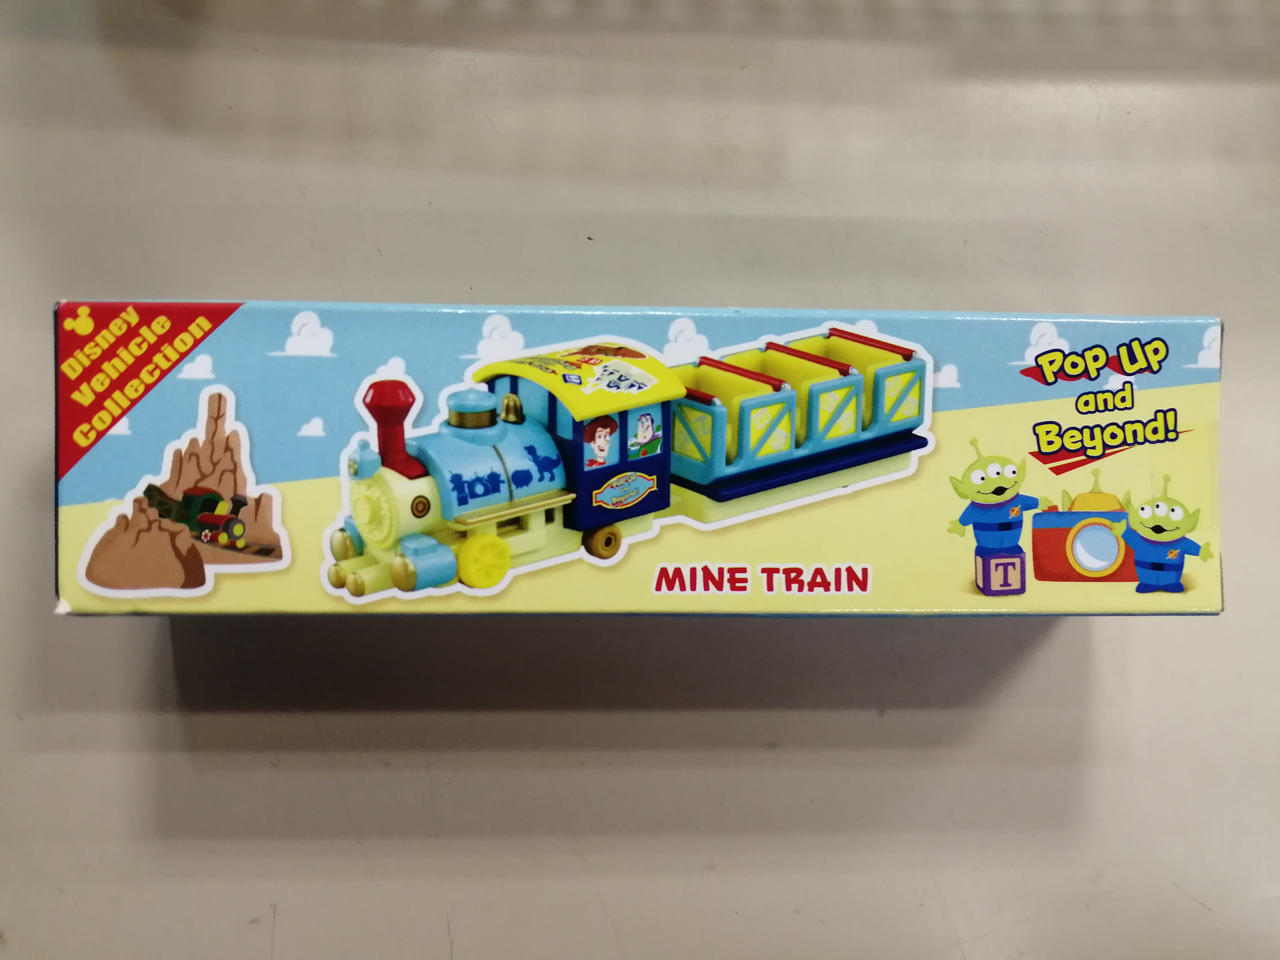 Disney
Vehicle
Collection
Pop Up
and
Beyond!
MINE TRAIN
T